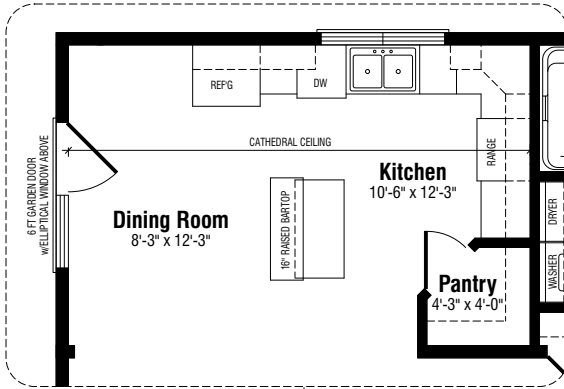 REF'G
DW
CATHEDRAL CEILING
RANGE
6 FT GARDEN DOOR
w/ELLIPTICAL WINDOW ABOVE
Kitchen
10'-6" x 12'-3"
Dining Room
8'-3" x 12'-3"
16" RAISED BARTOP
DRYER
WASHER
Pantry
4'-3" x 4'-0"